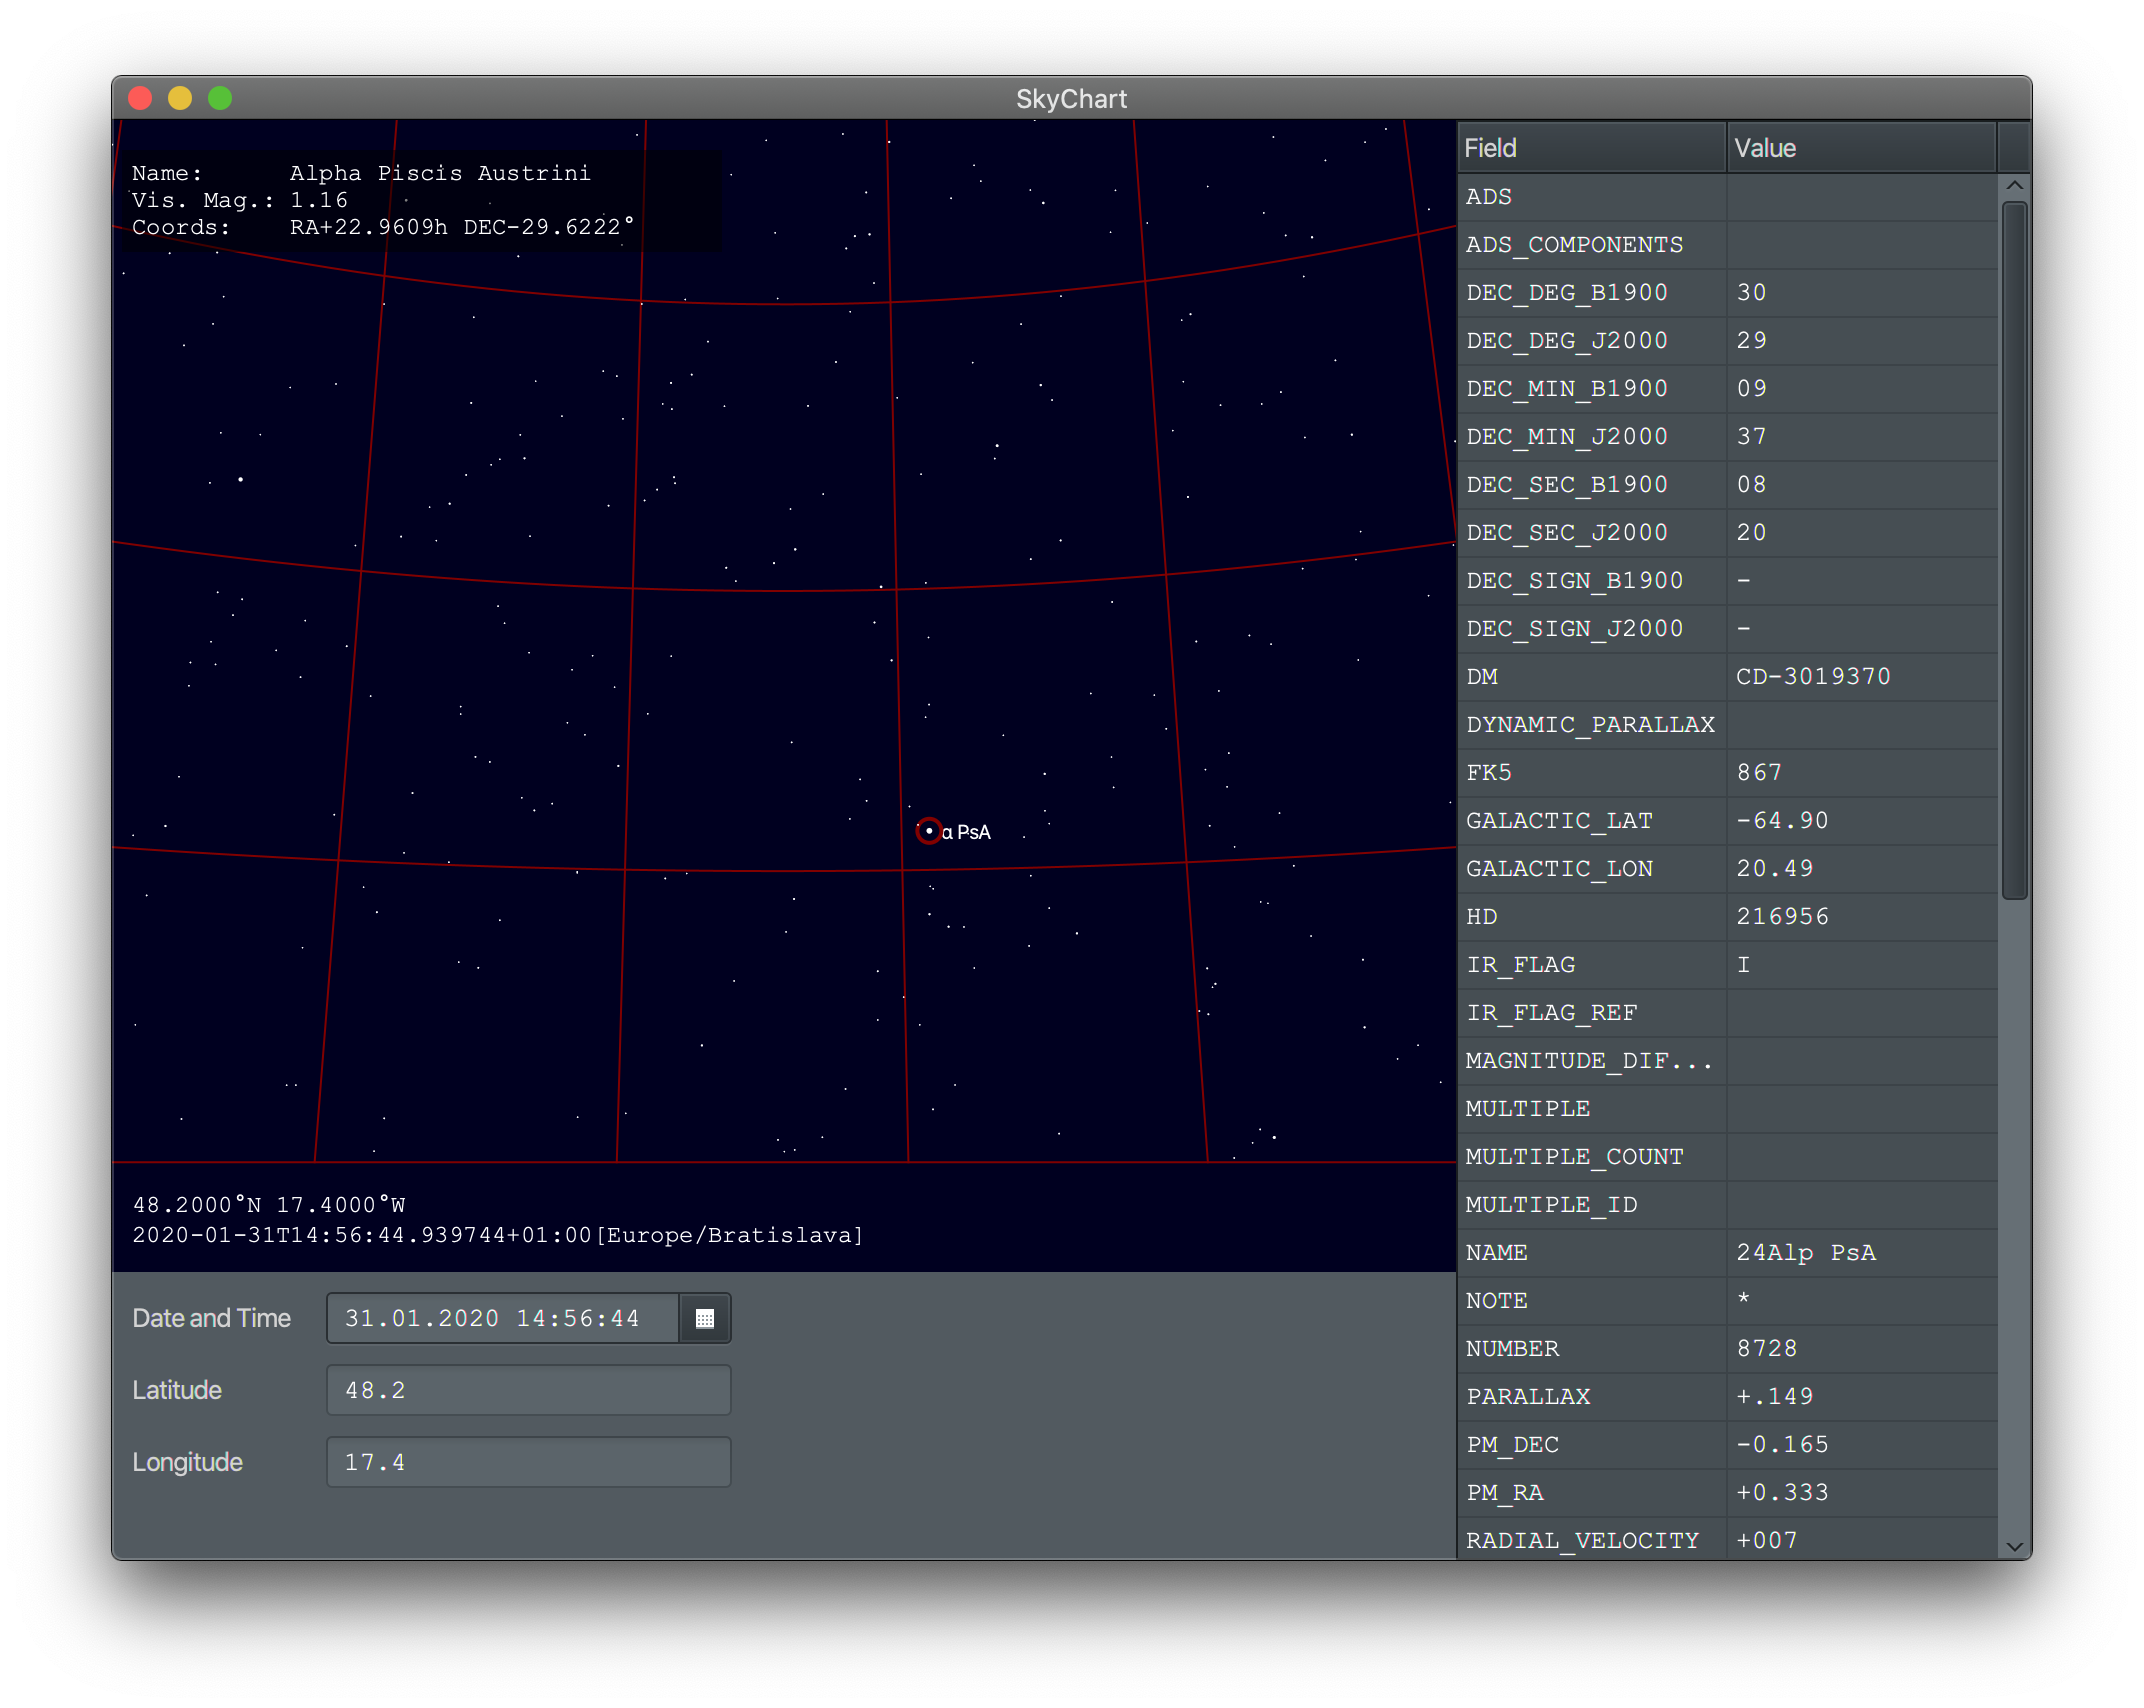 SkyChart
Name: Alpha Piscis Austrini
Vis. Mag.: 1.16
Coords: RA+22.9609h DEC-29.6222°
α PsA
48.2000°N 17.4000°W
2020-01-31T14:56:44.939744+01:00[Europe/Bratislava]
Date and Time 31.01.2020 14:56:44
Latitude 48.2
Longitude 17.4
Field Value
ADS
ADS_COMPONENTS
DEC_DEG_B1900 30
DEC_DEG_J2000 29
DEC_MIN_B1900 09
DEC_MIN_J2000 37
DEC_SEC_B1900 08
DEC_SEC_J2000 20
DEC_SIGN_B1900 -
DEC_SIGN_J2000 -
DM CD-3019370
DYNAMIC_PARALLAX
FK5 867
GALACTIC_LAT -64.90
GALACTIC_LON 20.49
HD 216956
IR_FLAG I
IR_FLAG_REF
MAGNITUDE_DIF...
MULTIPLE
MULTIPLE_COUNT
MULTIPLE_ID
NAME 24Alp PsA
NOTE *
NUMBER 8728
PARALLAX +.149
PM_DEC -0.165
PM_RA +0.333
RADIAL_VELOCITY +007